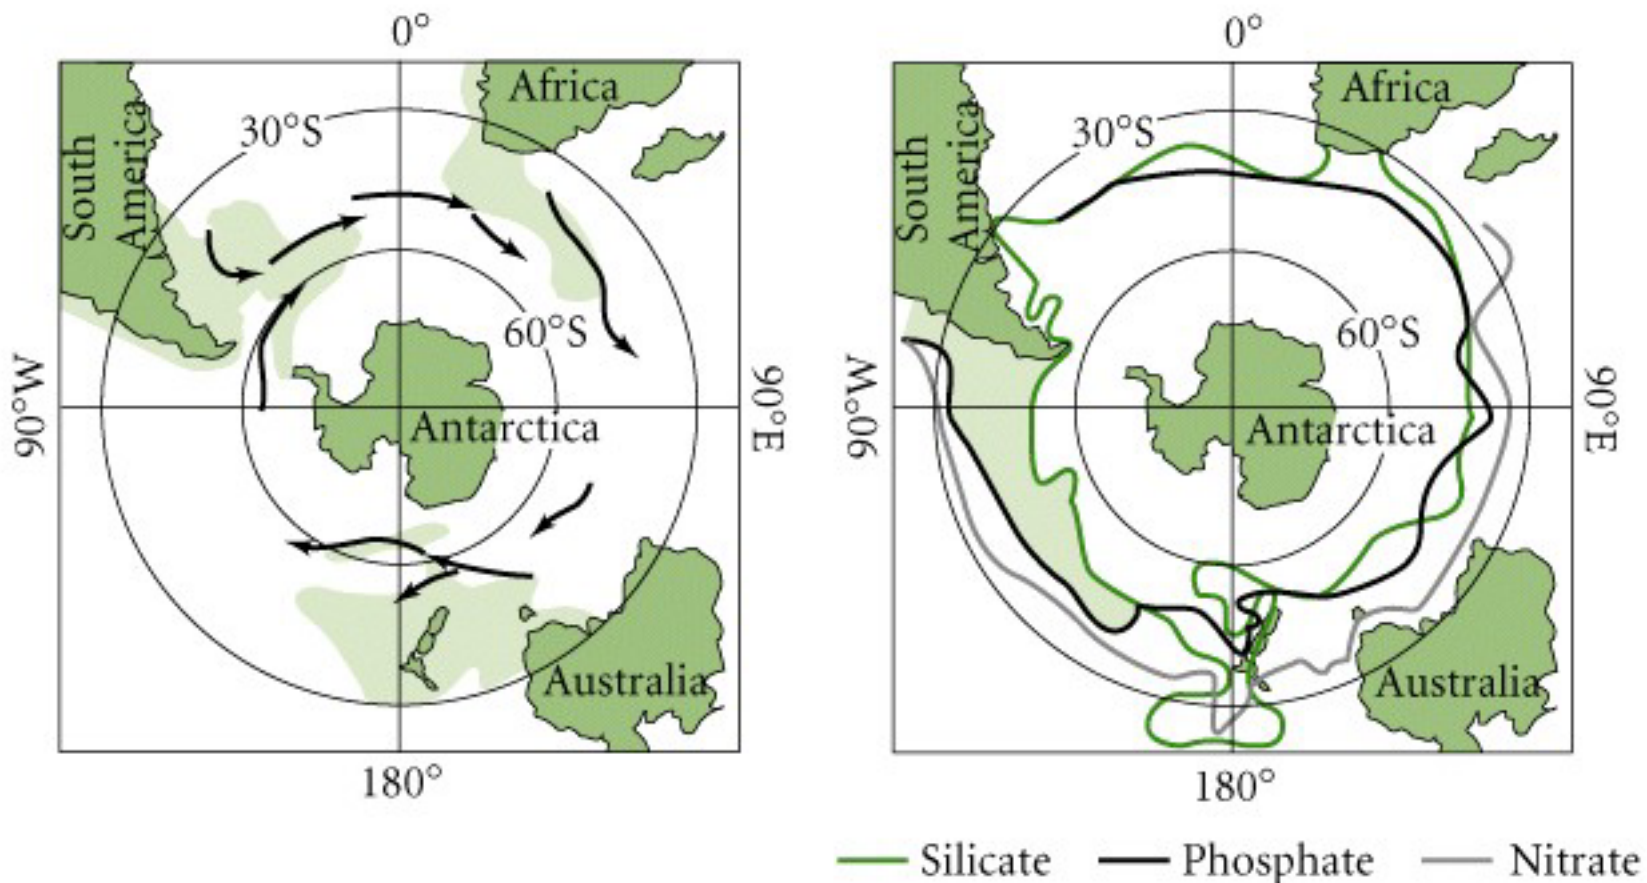 0°
Africa
30°S
South
America
60°S
90°W
90°E
Antarctica
Australia
180°
0°
Africa
30°S
South
America
60°S
90°W
90°E
Antarctica
Australia
180°
Silicate Phosphate Nitrate